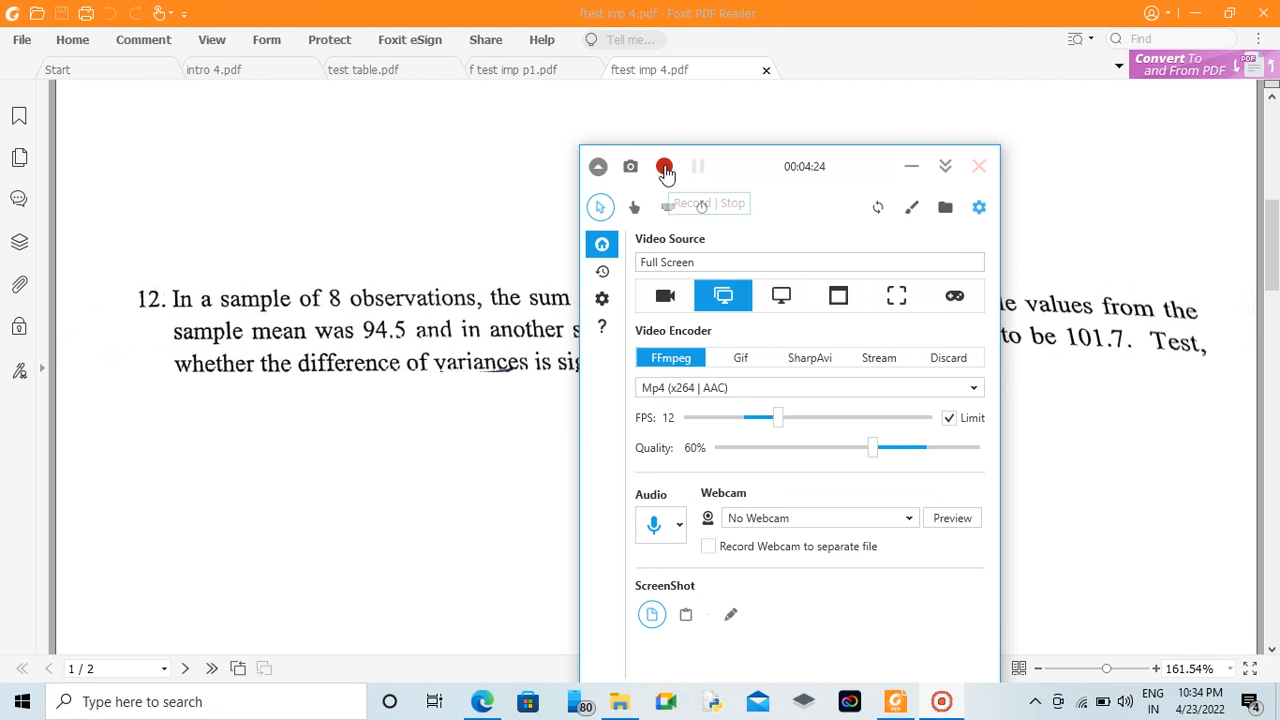 ftest imp 4.pdf - Foxit PDF Reader
File Home Comment View Form Protect Foxit eSign Share Help Tell me... Find
Start intro 4.pdf test table.pdf f test imp p1.pdf ftest imp 4.pdf
Convert To
and From PDF
PDF
00:04:24
Record | Stop
Video Source
Full Screen
Video Encoder
FFmpeg Gif SharpAvi Stream Discard
Mp4 (x264 | AAC)
FPS: 12 Limit
Quality: 60%
Audio Webcam
No Webcam Preview
Record Webcam to separate file
ScreenShot
12. In a sample of 8 observations, the sum values from the
sample mean was 94.5 and in another to be 101.7. Test,
whether the difference of variances is
1 / 2 161.54%
Type here to search 80 ENG 10:34 PM
IN 4/23/2022 4